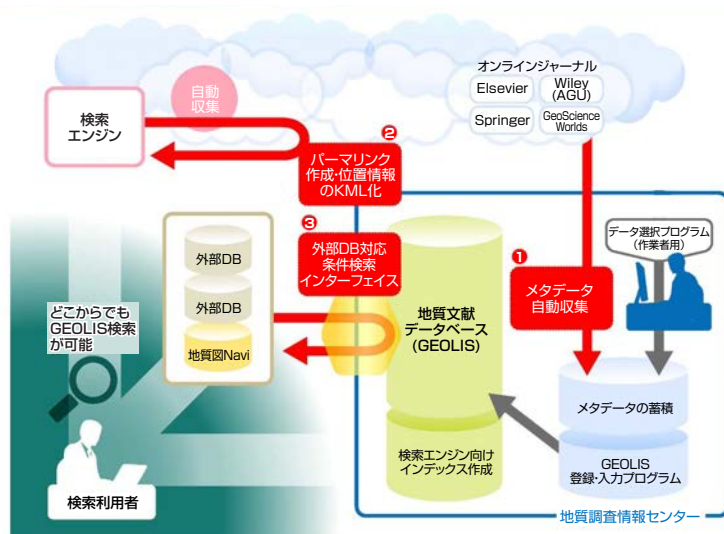 オンラインジャーナル
Elsevier
Wiley
(AGU)
Springer
GeoScience
Worlds
自動
収集
検索
エンジン
❷
パーマリンク
作成・位置情報
のKML化
❸
外部DB対応
条件検索
インターフェイス
❶
メタデータ
自動収集
データ選択プログラム
(作業者用)
外部DB
外部DB
地質図Navi
どこからでも
GEOLIS検索
が可能
地質文献
データベース
(GEOLIS)
メタデータの蓄積
検索エンジン向け
インデックス作成
GEOLIS
登録・入力プログラム
検索利用者
地質調査情報センター